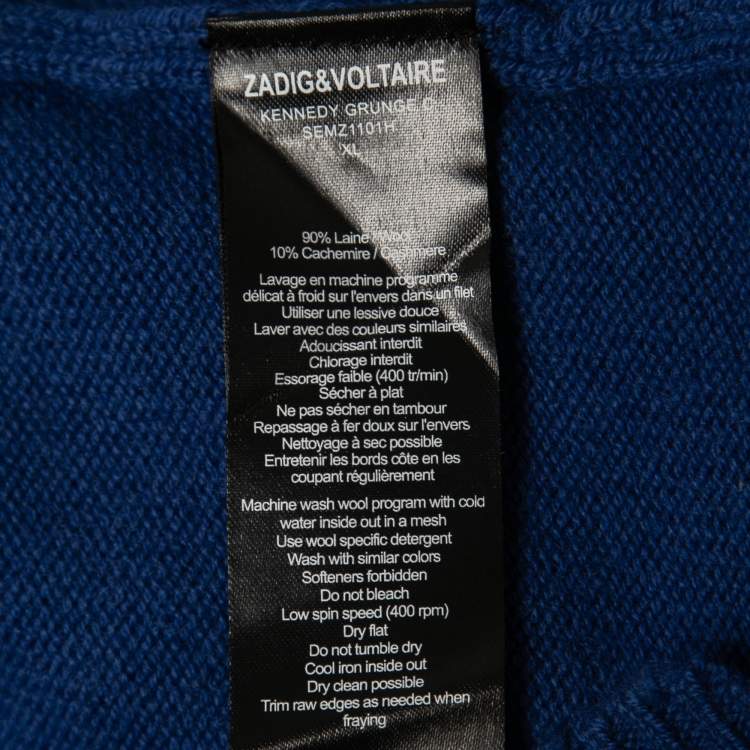 ZADIG&VOLTAIRE
KENNEDY GRUNGE C
SEMZ1101H
XL
90% Laine / Wool
10% Cachemire / Cashmere
Lavage en machine programme
délicat à froid sur l'envers dans un filet
Utiliser une lessive douce
Laver avec des couleurs similaires
Adoucissant interdit
Chlorage interdit
Essorage faible (400 tr/min)
Sécher à plat
Ne pas sécher en tambour
Repassage à fer doux sur l'envers
Nettoyage à sec possible
Entretenir les bords côte en les
coupant régulièrement
Machine wash wool program with cold
water inside out in a mesh
Use wool specific detergent
Wash with similar colors
Softeners forbidden
Do not bleach
Low spin speed (400 rpm)
Dry flat
Do not tumble dry
Cool iron inside out
Dry clean possible
Trim raw edges as needed when
fraying